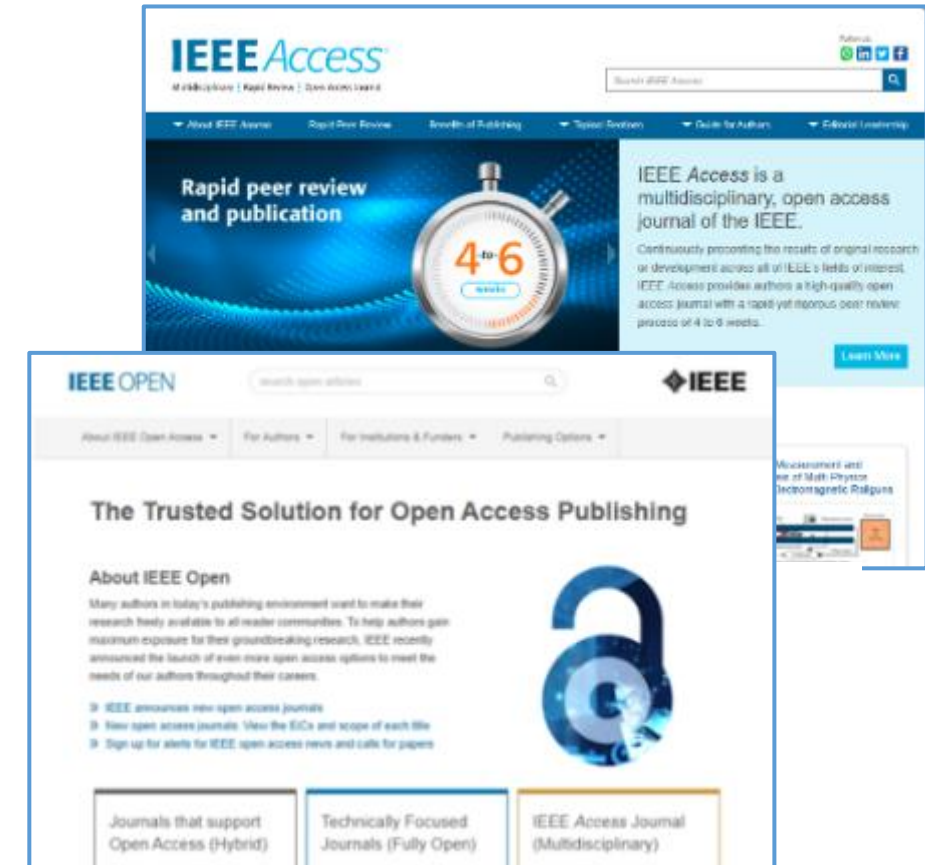 IEEE Access
Multidisciplinary | Rapid Review | Open Access Journal
Follow us:
Search IEEE Access
About IEEE Access
Rapid Peer Review
Benefits of Publishing
Topical Sections
Guide for Authors
Editorial Leadership
Rapid peer review
and publication
4-to-6
weeks
IEEE Access is a
multidisciplinary, open access
journal of the IEEE.
Continuously presenting the results of original research
or development across all of IEEE's fields of interest,
IEEE Access provides authors a high-quality open
access journal with a rapid yet rigorous peer review
process of 4 to 6 weeks.
Learn More
Measurement and
of Math Physics
Electromagnetic Railguns
IEEE OPEN
search open articles
IEEE
About IEEE Open Access
For Authors
For Institutions & Funders
Publishing Options
The Trusted Solution for Open Access Publishing
About IEEE Open
Many authors in today's publishing environment want to make their
research freely available to all reader communities. To help authors gain
maximum exposure for their groundbreaking research, IEEE recently
announced the launch of even more open access options to meet the
needs of our authors throughout their careers.
IEEE announces new open access journals
New open access journals: View the EiCs and scope of each title
Sign up for alerts for IEEE open access news and calls for papers
Journals that support
Open Access (Hybrid)
Technically Focused
Journals (Fully Open)
IEEE Access Journal
(Multidisciplinary)